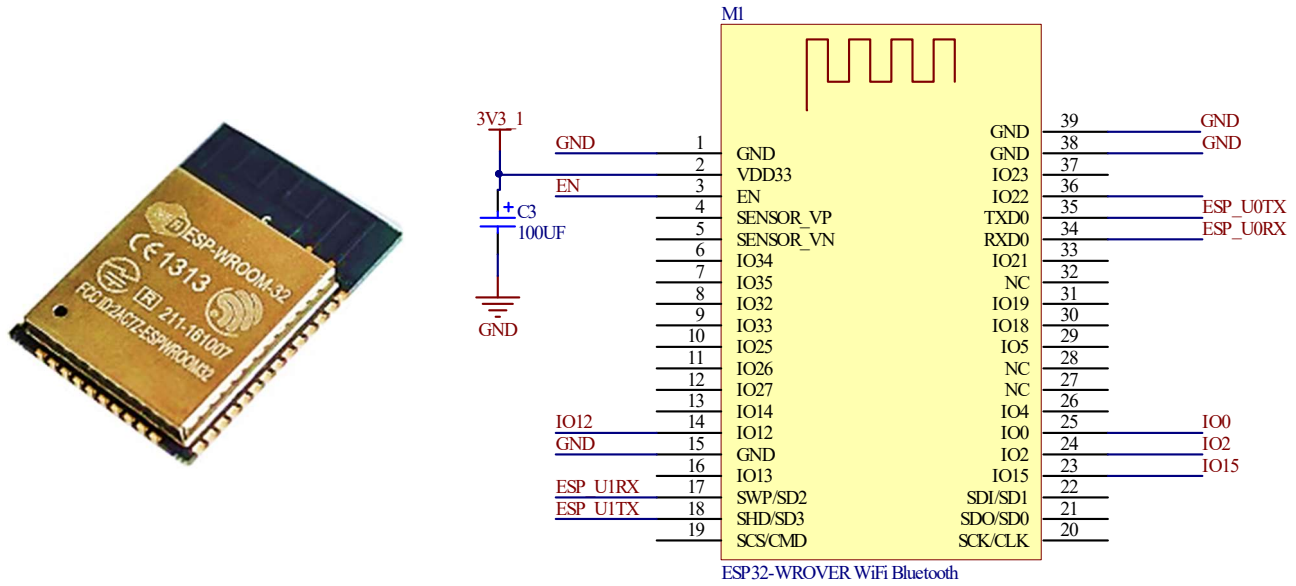 ESP-WROOM-32
CE1313
R 211-161007
FCC ID:2AC7Z-ESPWROOM32
M1
3V3_1
GND
EN
C3
100UF
GND
IO12
GND
ESP_U1RX
ESP_U1TX
1 GND
2 VDD33
3 EN
4 SENSOR_VP
5 SENSOR_VN
6 IO34
7 IO35
8 IO32
9 IO33
10 IO25
11 IO26
12 IO27
13 IO14
14 IO12
15 GND
16 IO13
17 SWP/SD2
18 SHD/SD3
19 SCS/CMD
GND 39 GND
GND 38 GND
IO23 37
IO22 36
TXD0 35 ESP_U0TX
RXD0 34 ESP_U0RX
IO21 33
NC 32
IO19 31
IO18 30
IO5 29
NC 28
NC 27
IO4 26
IO0 25 IO0
IO2 24 IO2
IO15 23 IO15
SDI/SD1 22
SDO/SD0 21
SCK/CLK 20
ESP32-WROVER WiFi Bluetooth